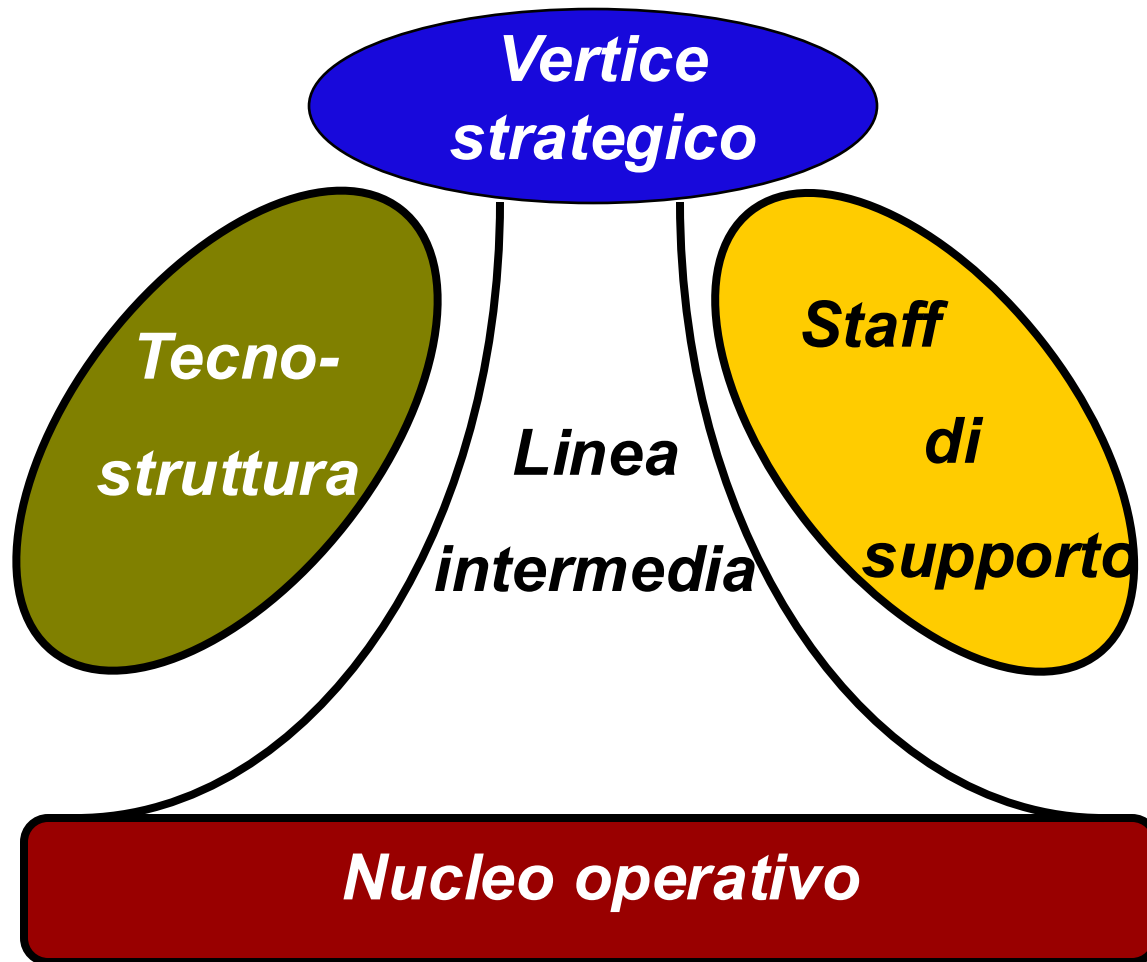 Vertice
strategico
Tecno-
struttura
Linea
intermedia
Staff
di
supporto
Nucleo operativo